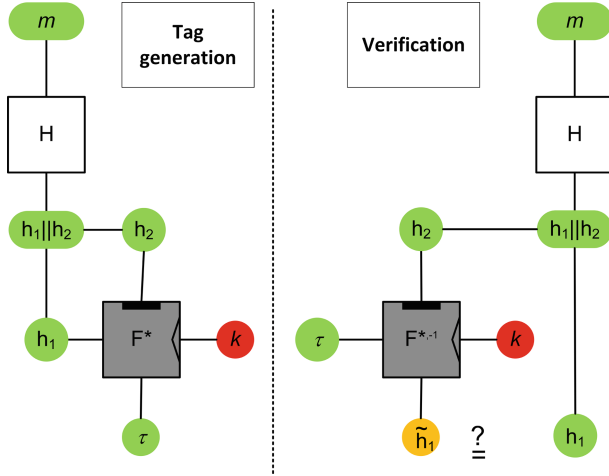 m
Tag
generation
H
h₁||h₂
h₂
h₁
F*
k
τ
Verification
m
H
h₂
h₁||h₂
τ
F*,-1
k
h̃₁
?
=
h₁